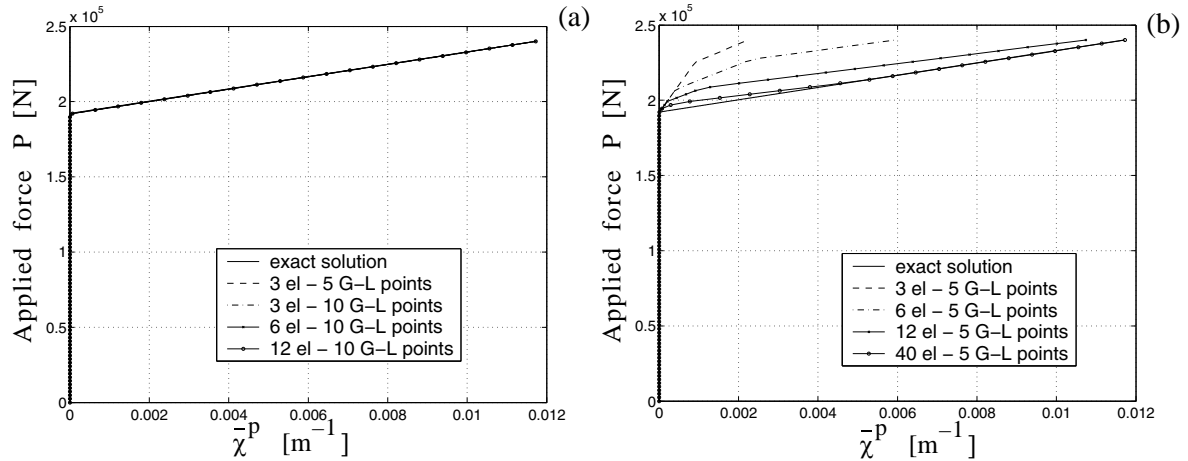 (a)
x 10⁵
2.5
2
1.5
1
0.5
0
Applied force P [N]
exact solution
3 el − 5 G−L points
3 el − 10 G−L points
6 el − 10 G−L points
12 el − 10 G−L points
0 0.002 0.004 0.006 0.008 0.01 0.012
χ̄ᵖ [m⁻¹]
(b)
x 10⁵
2.5
2
1.5
1
0.5
0
Applied force P [N]
exact solution
3 el − 5 G−L points
6 el − 5 G−L points
12 el − 5 G−L points
40 el − 5 G−L points
0 0.002 0.004 0.006 0.008 0.01 0.012
χ̄ᵖ [m⁻¹]